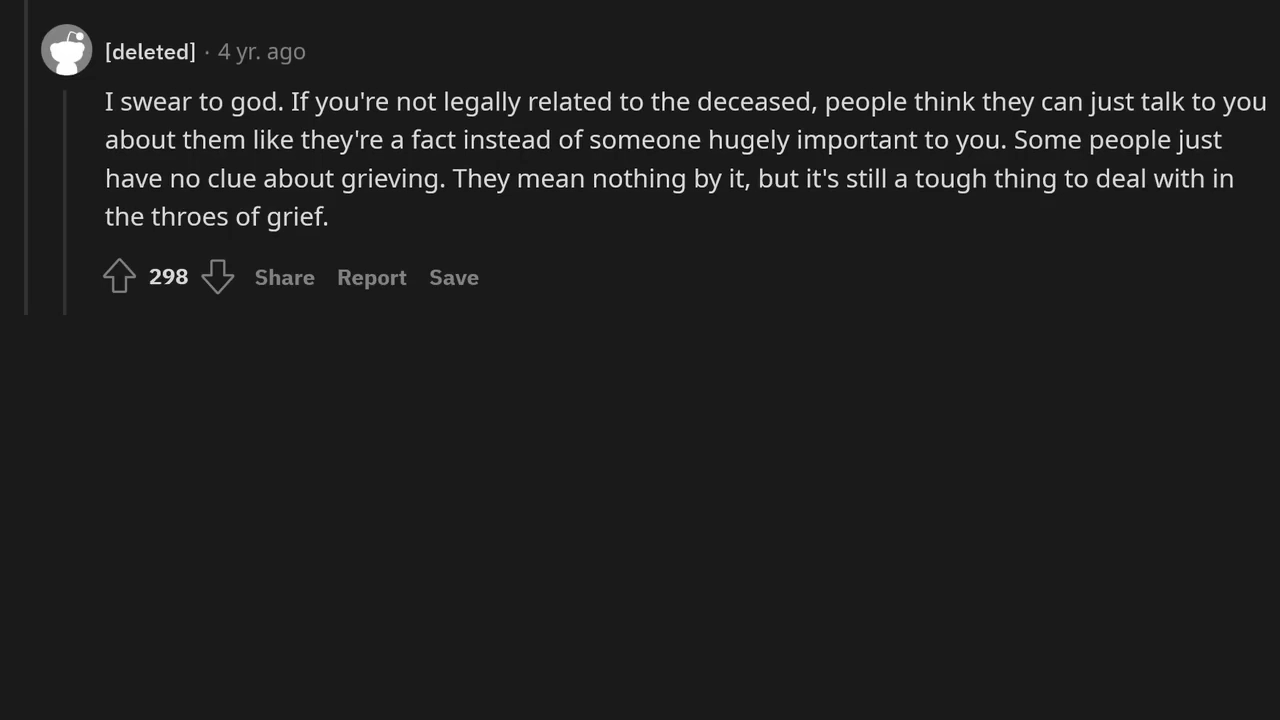 [deleted] · 4 yr. ago
I swear to god. If you're not legally related to the deceased, people think they can just talk to you
about them like they're a fact instead of someone hugely important to you. Some people just
have no clue about grieving. They mean nothing by it, but it's still a tough thing to deal with in
the throes of grief.
298 Share Report Save